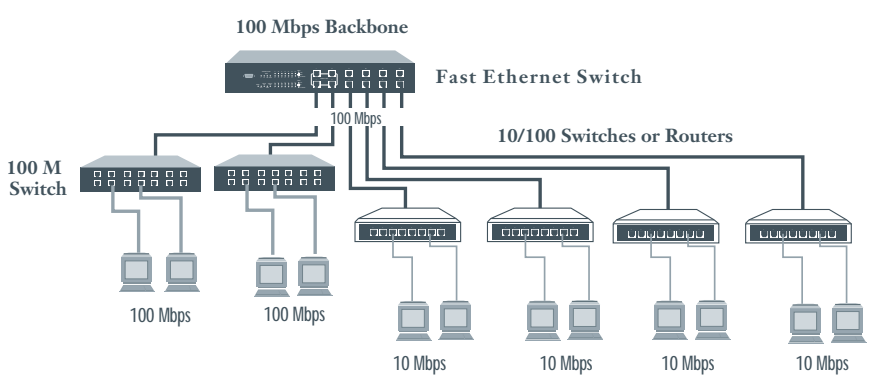 100 Mbps Backbone
Fast Ethernet Switch
100 Mbps
10/100 Switches or Routers
100 M
Switch
100 Mbps
100 Mbps
10 Mbps
10 Mbps
10 Mbps
10 Mbps